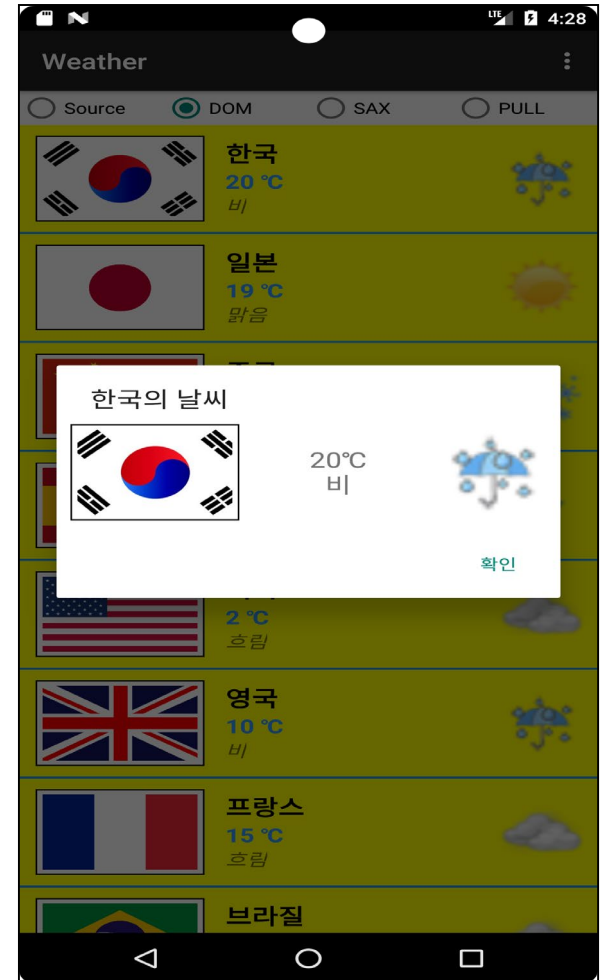 LTE 4:28
Weather
Source DOM SAX PULL
한국
20 ℃
비
일본
19 ℃
맑음
한국의 날씨
20℃
비
확인
2 ℃
흐림
영국
10 ℃
비
프랑스
15 ℃
흐림
브라질